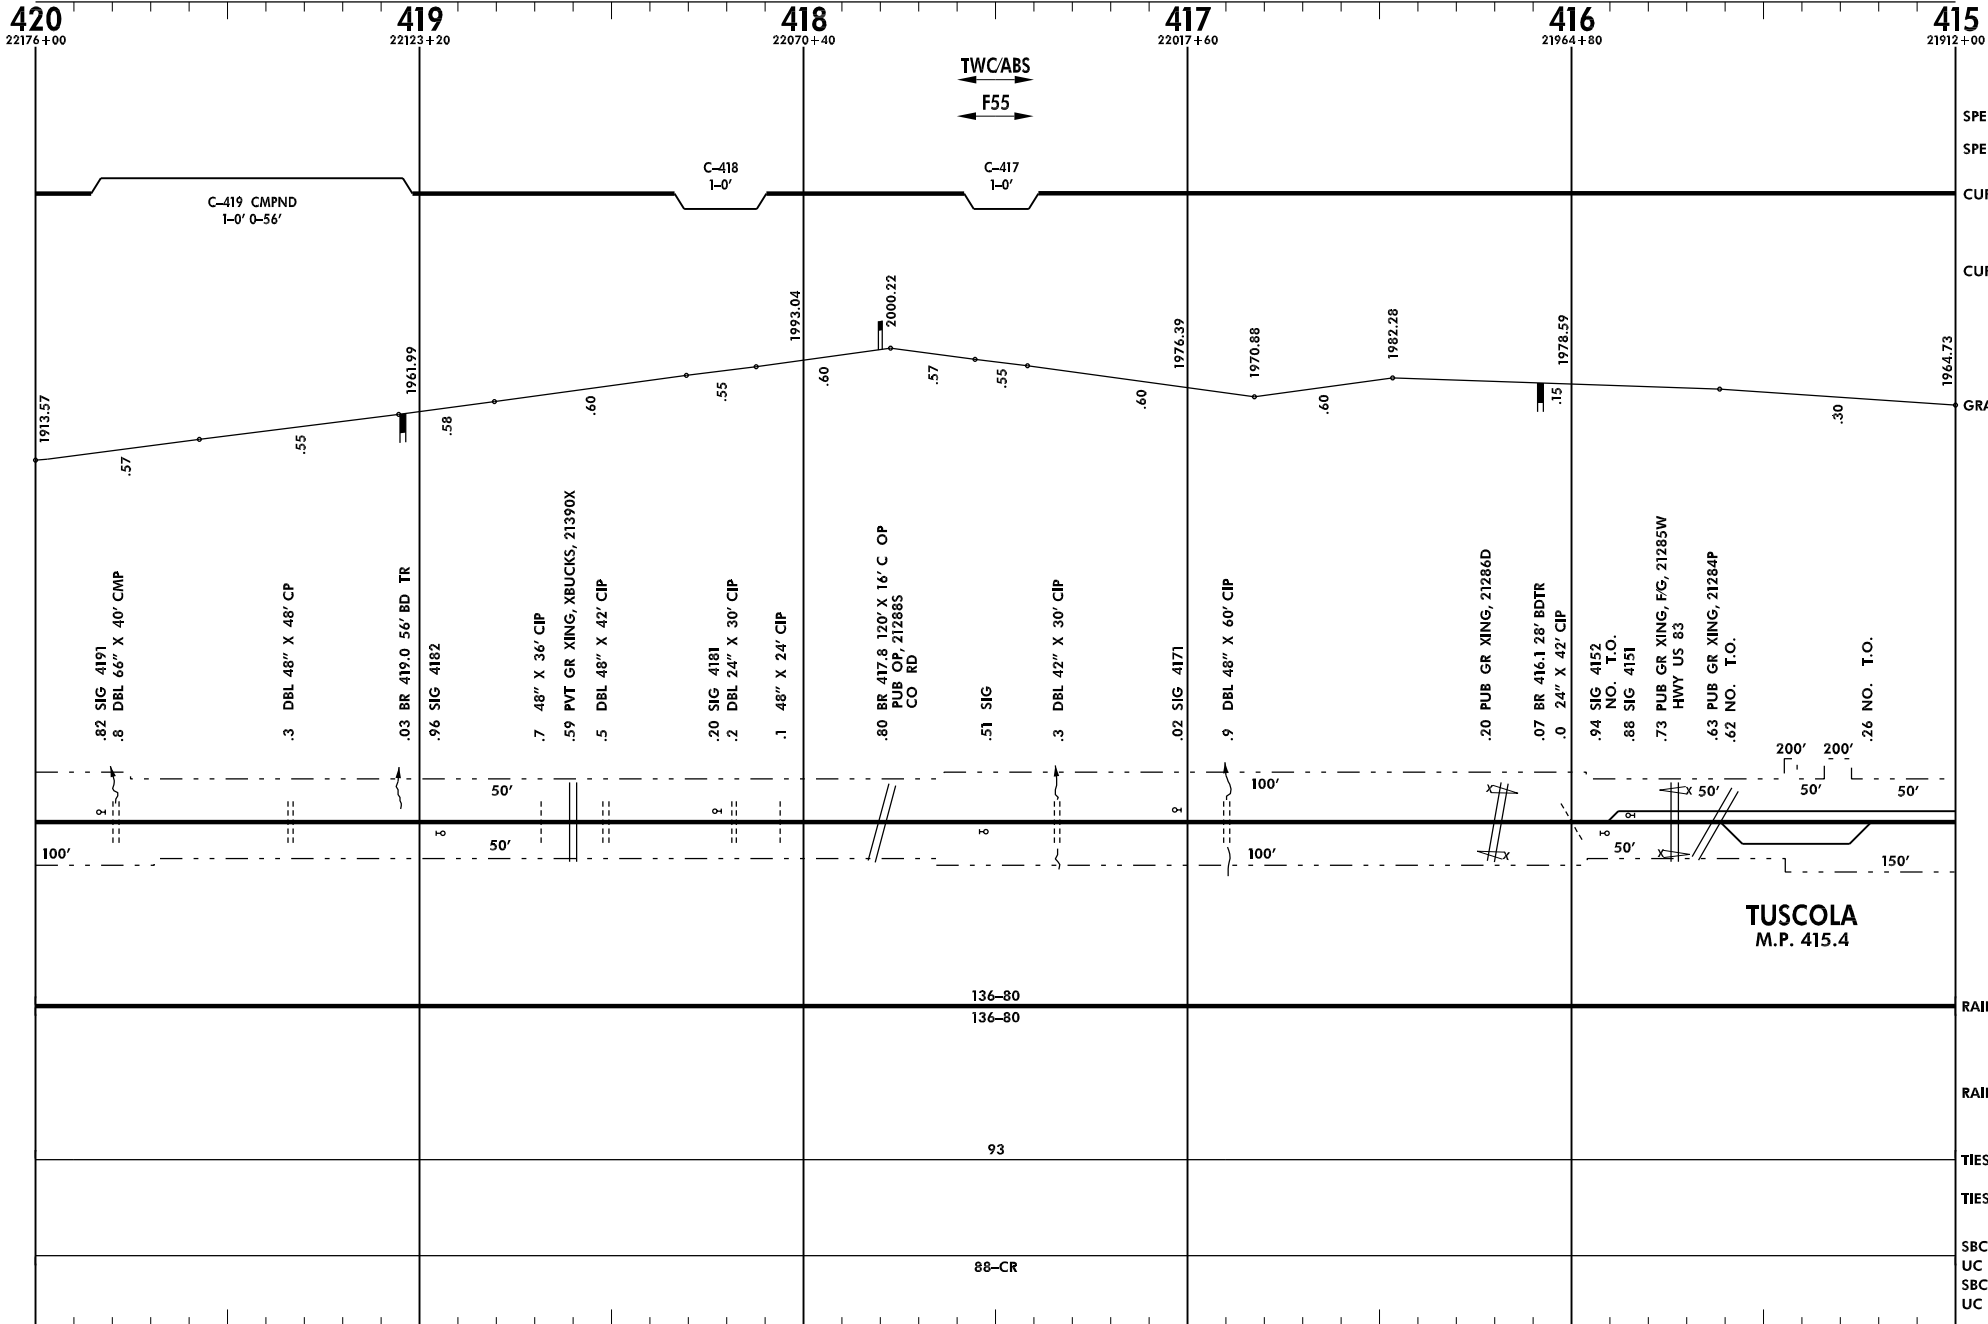 420 419 418 417 416 415
22176+00 22123+20 22070+40 22017+60 21964+80 21912+00
TWC/ABS
F55
SPE
SPE
C-418
1-0'
C-417
1-0'
CUR
C-419 CMPND
1-0' 0-56'
CUR
1913.57
1961.99
1993.04
2000.22
1976.39
1970.88
1982.28
1978.59
1964.73
GRA
.57
.55
.58
.60
.55
.60
.57
.55
.60
.60
.15
.30
.82 SIG 4191
.8 DBL 66" X 40' CMP
.3 DBL 48" X 48' CP
.03 BR 419.0 56' BD TR
.96 SIG 4182
.7 48" X 36' CIP
.59 PVT GR XING, XBUCKS, 21390X
.5 DBL 48" X 42' CIP
.20 SIG 4181
.2 DBL 24" X 30' CIP
.1 48" X 24' CIP
.80 BR 417.8 120' X 16' C OP
PUB OP, 21288S
CO RD
.51 SIG
.3 DBL 42" X 30' CIP
.02 SIG 4171
.9 DBL 48" X 60' CIP
.20 PUB GR XING, 21286D
.07 BR 416.1 28' BDTR
.0 24" X 42' CIP
.94 SIG 4152
NO. T.O.
.88 SIG 4151
.73 PUB GR XING, F/G, 21285W
HWY US 83
.63 PUB GR XING, 21284P
.62 NO. T.O.
.26 NO. T.O.
200' 200'
50' 100' X X 50' 50' 50'
100' 50' 100' X 50' X 150'
TUSCOLA
M.P. 415.4
136-80
136-80
RAIL
RAIL
93
TIES
TIES
SBC
UC
88-CR
SBC
UC